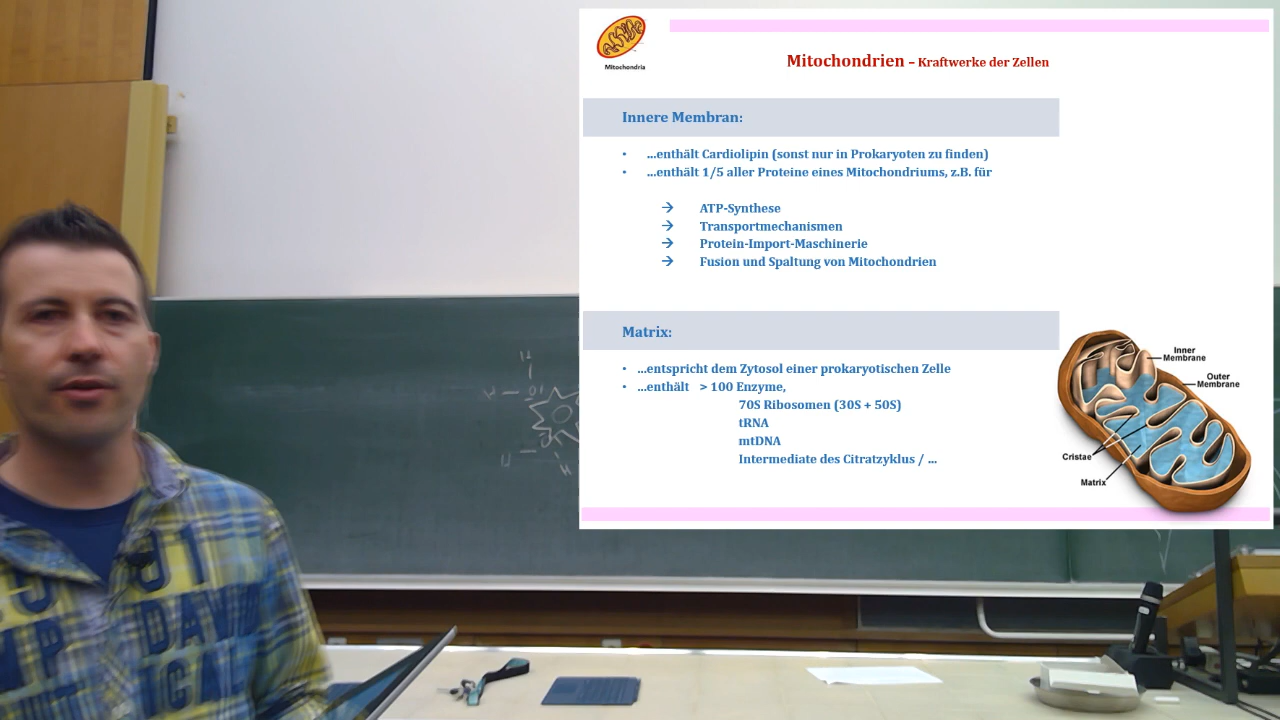 Mitochondria
Mitochondrien – Kraftwerke der Zellen
Innere Membran:
• ...enthält Cardiolipin (sonst nur in Prokaryoten zu finden)
• ...enthält 1/5 aller Proteine eines Mitochondriums, z.B. für
→ ATP-Synthese
→ Transportmechanismen
→ Protein-Import-Maschinerie
→ Fusion und Spaltung von Mitochondrien
Matrix:
• ...entspricht dem Zytosol einer prokaryotischen Zelle
• ...enthält > 100 Enzyme,
70S Ribosomen (30S + 50S)
tRNA
mtDNA
Intermediate des Citratzyklus / ...
Inner
Membrane
Outer
Membrane
Cristae
Matrix